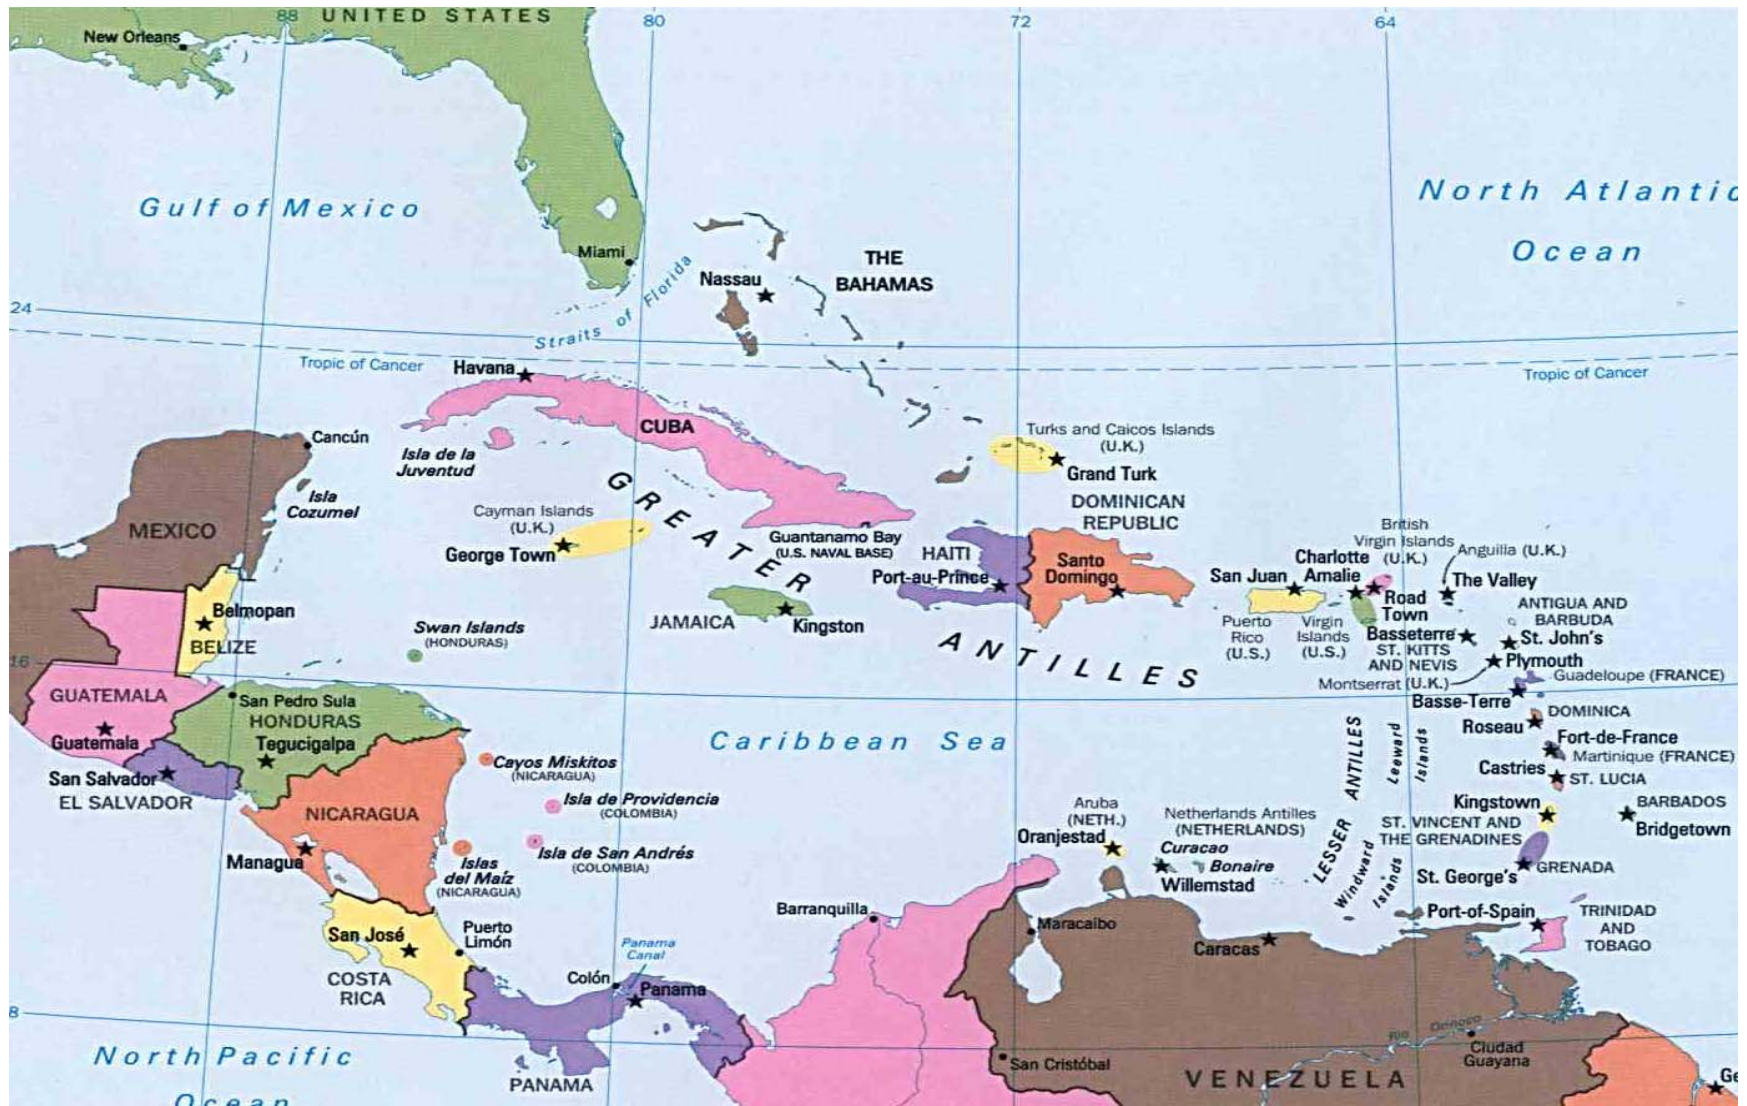 88
UNITED STATES
80
72
64
New Orleans
Gulf of Mexico
North Atlantic
Ocean
Miami
Straits of Florida
Nassau
THE
BAHAMAS
24
Tropic of Cancer
Tropic of Cancer
Havana
CUBA
Cancún
Isla de la
Juventud
Isla
Cozumel
MEXICO
GREATER
ANTILLES
Cayman Islands
(U.K.)
George Town
Turks and Caicos Islands
(U.K.)
Grand Turk
DOMINICAN
REPUBLIC
Guantanamo Bay
(U.S. NAVAL BASE)
HAITI
Port-au-Prince
Santo
Domingo
JAMAICA
Kingston
San Juan
Puerto
Rico
(U.S.)
Charlotte
Amalie
Virgin
Islands
(U.S.)
British
Virgin Islands
(U.K.)
Road
Town
Anguilla (U.K.)
The Valley
ANTIGUA AND
BARBUDA
St. John's
Basseterre
ST. KITTS
AND NEVIS
Plymouth
Montserrat (U.K.)
Guadeloupe (FRANCE)
Basse-Terre
DOMINICA
Roseau
Fort-de-France
Martinique (FRANCE)
Castries
ST. LUCIA
Kingstown
ST. VINCENT AND
THE GRENADINES
BARBADOS
Bridgetown
GRENADA
St. George's
LESSER ANTILLES
Leeward
Islands
Windward
Islands
Belmopan
BELIZE
Swan Islands
(HONDURAS)
16
GUATEMALA
Guatemala
San Pedro Sula
HONDURAS
Tegucigalpa
San Salvador
EL SALVADOR
Caribbean Sea
Cayos Miskitos
(NICARAGUA)
NICARAGUA
Managua
Isla de Providencia
(COLOMBIA)
Isla de San Andrés
(COLOMBIA)
Islas
del Maíz
(NICARAGUA)
Aruba
(NETH.)
Oranjestad
Netherlands Antilles
(NETHERLANDS)
Curacao
Bonaire
Willemstad
San José
Puerto
Limón
COSTA
RICA
Barranquilla
Maracaibo
Caracas
Port-of-Spain
TRINIDAD
AND
TOBAGO
Panama
Canal
Colón
Panama
8
North Pacific
Ocean
PANAMA
San Cristóbal
VENEZUELA
Rio Orinoco
Ciudad
Guayana
Ge